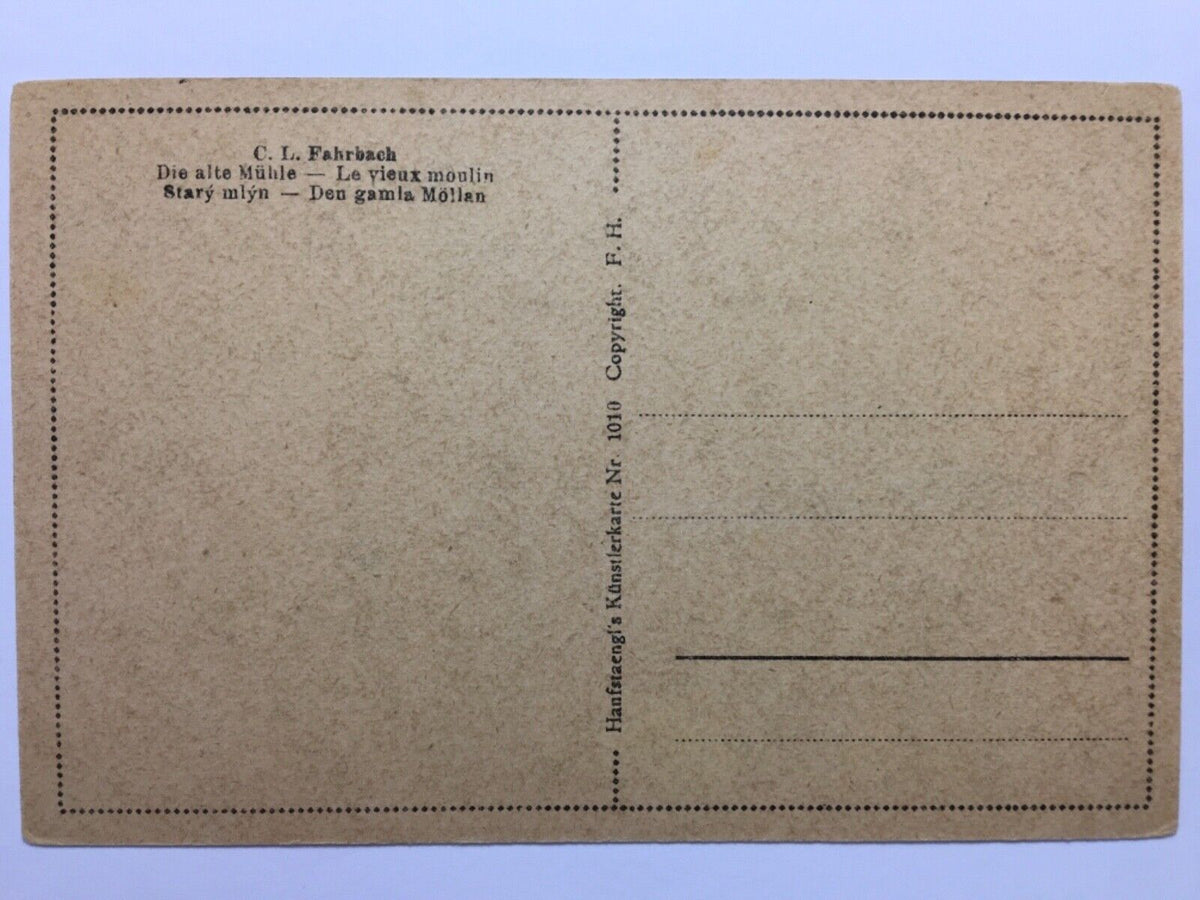 C. L. Fahrbach
Die alte Mühle — Le vieux moulin
Starý mlýn — Den gamla Möllan
Hanfstaengl's Künstlerkarte Nr. 1010 Copyright. F. H.